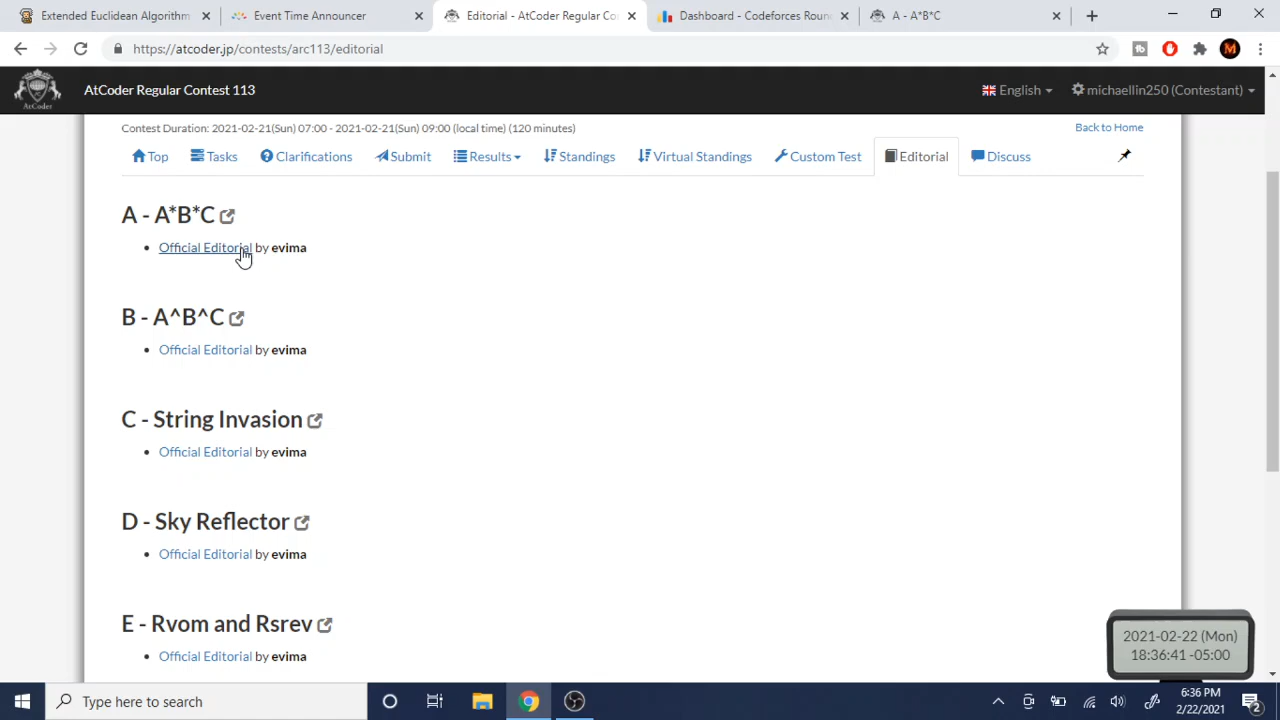 Extended Euclidean Algorithm
Event Time Announcer
Editorial - AtCoder Regular Co
Dashboard - Codeforces Roun
A - A*B*C
https://atcoder.jp/contests/arc113/editorial
AtCoder Regular Contest 113
English
michaellin250 (Contestant)
Contest Duration: 2021-02-21(Sun) 07:00 - 2021-02-21(Sun) 09:00 (local time) (120 minutes)
Back to Home
Top
Tasks
Clarifications
Submit
Results
Standings
Virtual Standings
Custom Test
Editorial
Discuss
A - A*B*C
• Official Editorial by evima
B - A^B^C
• Official Editorial by evima
C - String Invasion
• Official Editorial by evima
D - Sky Reflector
• Official Editorial by evima
E - Rvom and Rsrev
• Official Editorial by evima
2021-02-22 (Mon)
18:36:41 -05:00
Type here to search
6:36 PM
2/22/2021
2